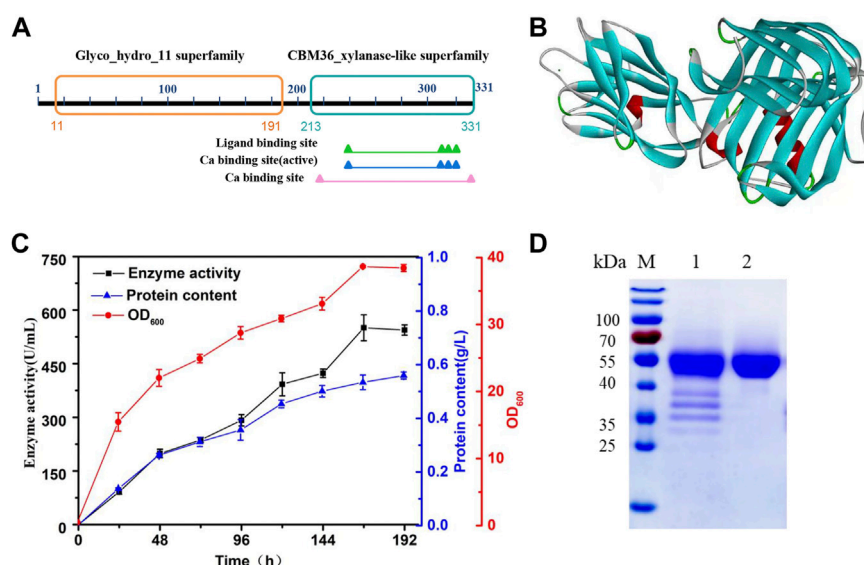 A
Glyco_hydro_11 superfamily
CBM36_xylanase-like superfamily
1
100
200
300
331
11
191
213
331
Ligand binding site
Ca binding site(active)
Ca binding site
B
C
750
600
450
300
150
0
Enzyme activity(U/mL)
Enzyme activity
Protein content
OD600
0
48
96
144
192
Time（h）
1.0
0.8
0.6
0.4
0.2
0.0
Protein content(g/L)
40
30
20
10
0
OD600
D
kDa M 1 2
100
70
55
40
35
25